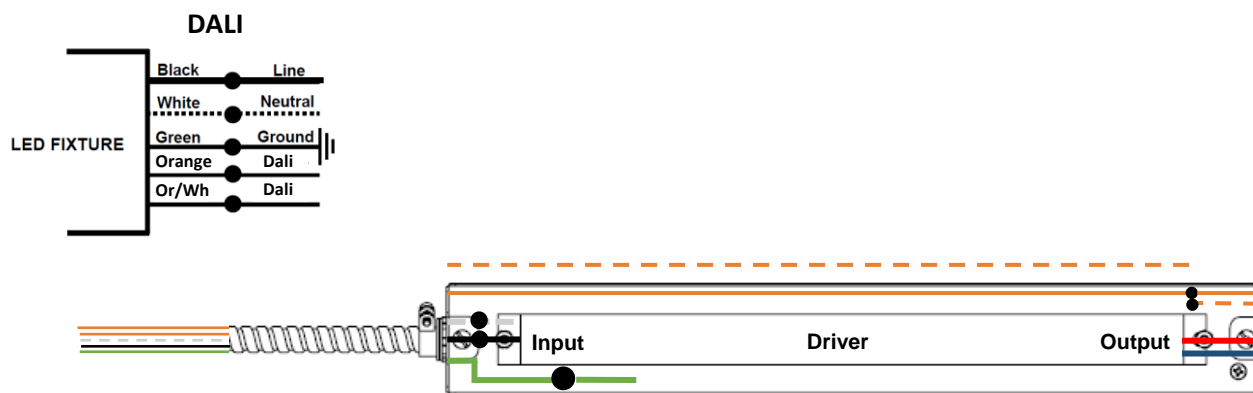 DALI
Black Line
White Neutral
LED FIXTURE
Green Ground
Orange Dali
Or/Wh Dali
Input Driver Output